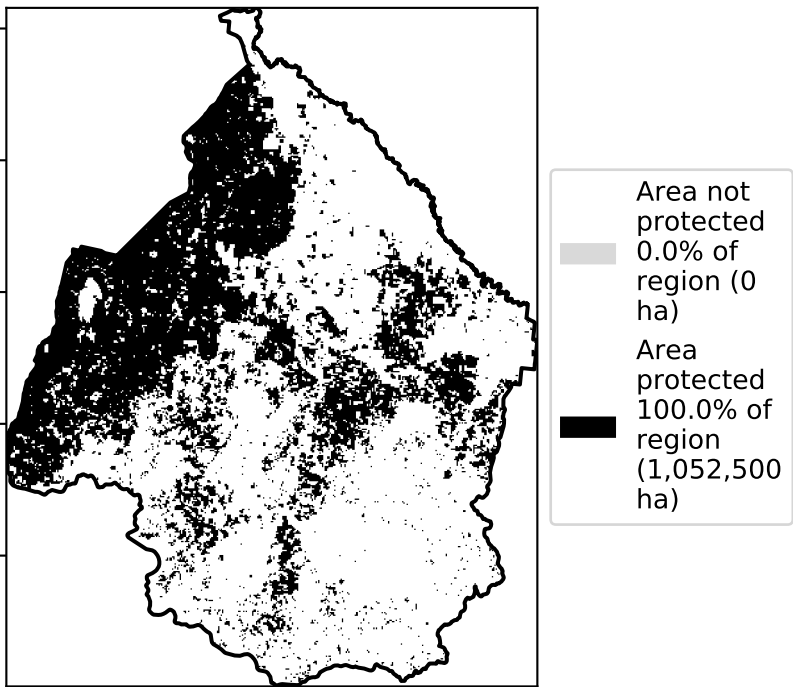 Area not
protected
0.0% of
region (0
ha)
Area
protected
100.0% of
region
(1,052,500
ha)